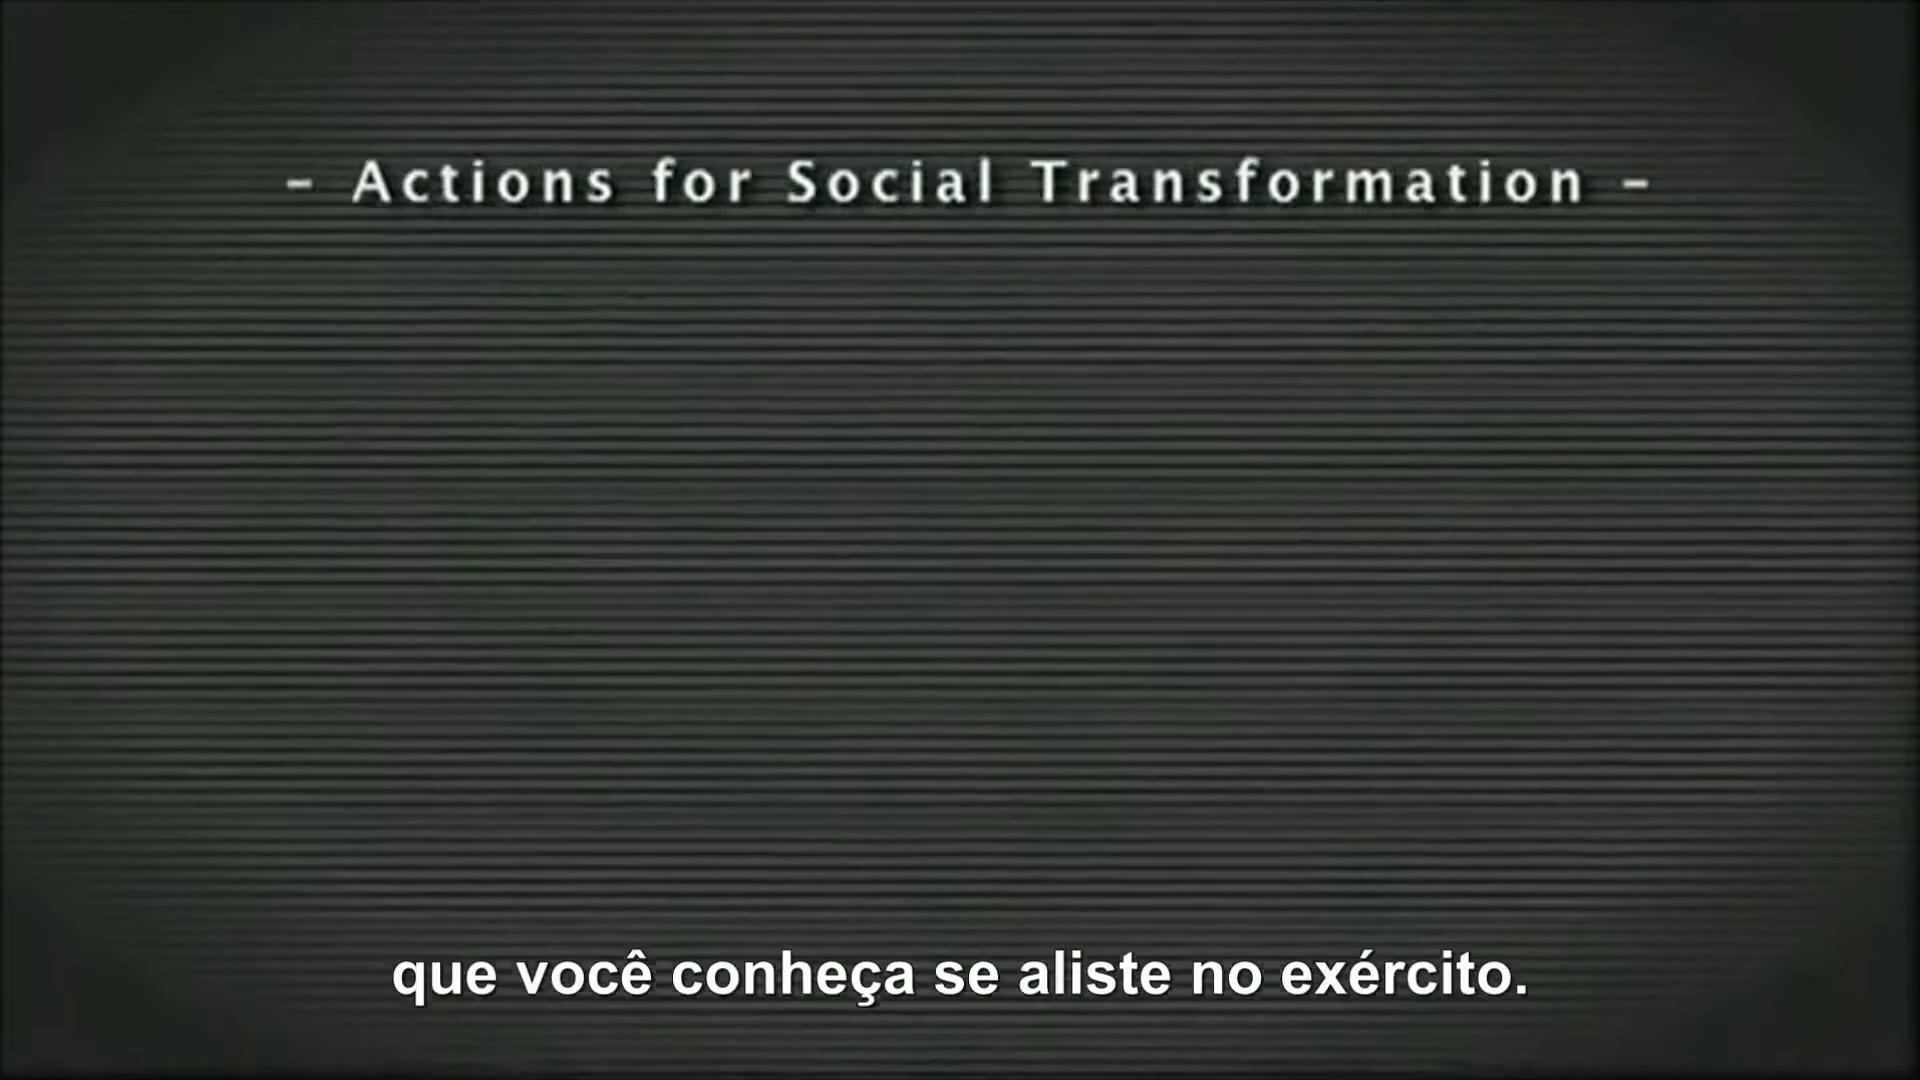 - Actions for Social Transformation -
que você conheça se aliste no exército.